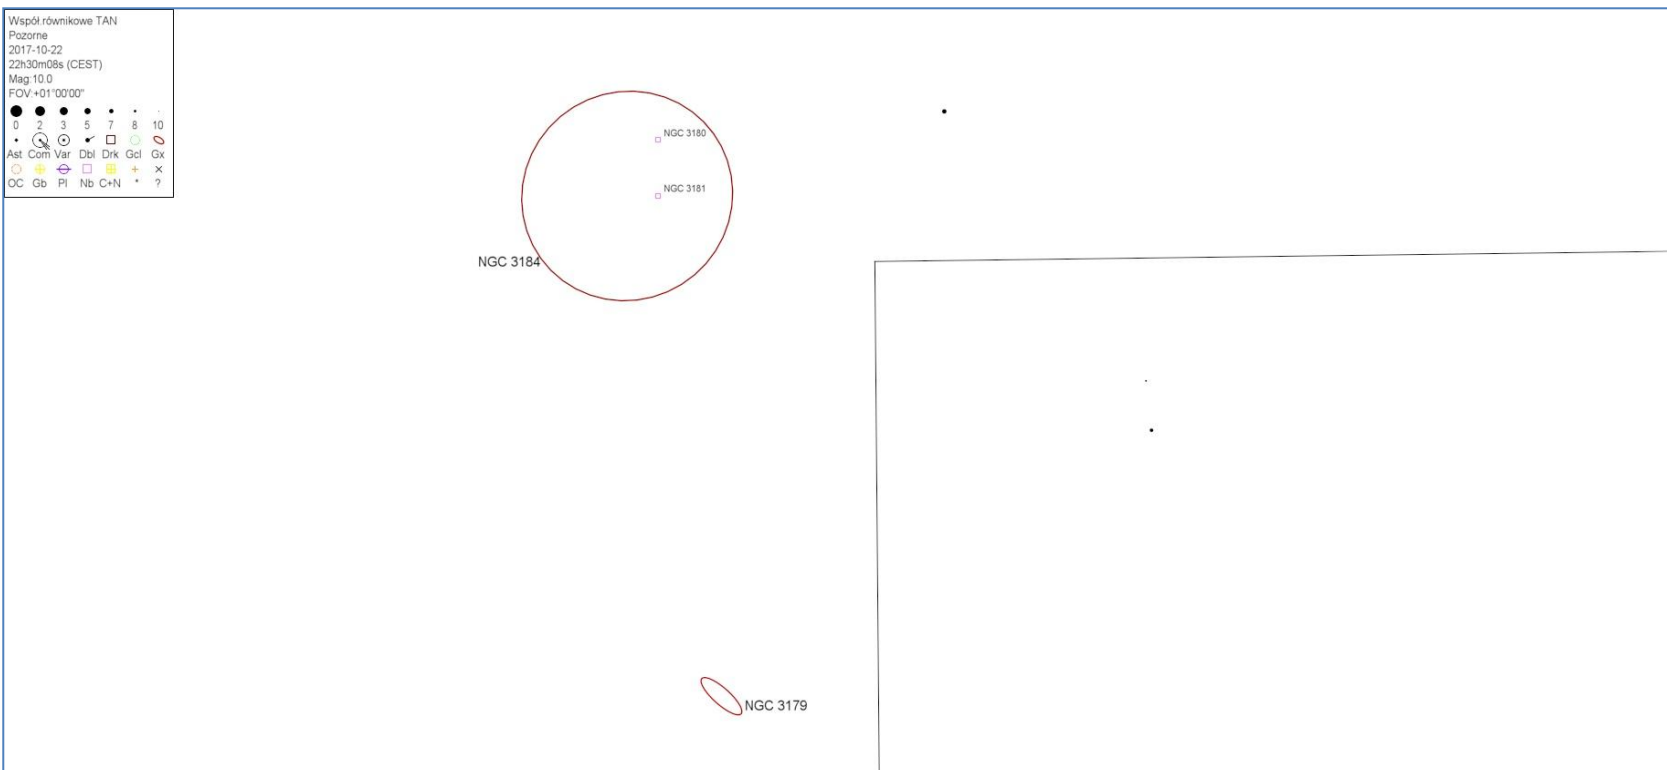 Współ.równikowe TAN
Pozorne
2017-10-22
22h30m08s (CEST)
Mag:10.0
FOV:+01°00'00"
0 2 3 5 7 8 10
Ast Com Var Dbl Drk Gcl Gx
OC Gb Pl Nb C+N * ?
NGC 3180
NGC 3181
NGC 3184
NGC 3179